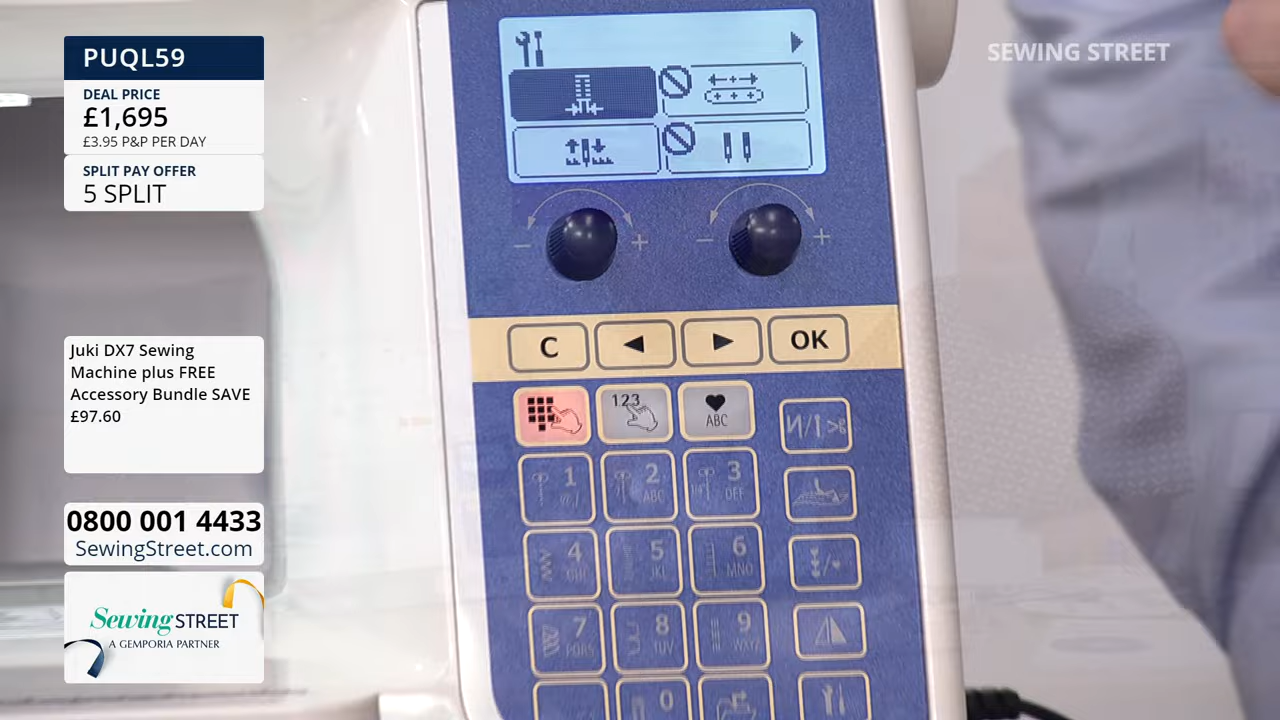 PUQL59
DEAL PRICE
£1,695
£3.95 P&P PER DAY
SPLIT PAY OFFER
5 SPLIT
Juki DX7 Sewing
Machine plus FREE
Accessory Bundle SAVE
£97.60
0800 001 4433
SewingStreet.com
Sewing STREET
A GEMPORIA PARTNER
SEWING STREET
C
OK
123
ABC
1
2
ABC
3
DEF
4
GHI
5
JKL
6
MNO
7
PQRS
8
TUV
9
WXYZ
0